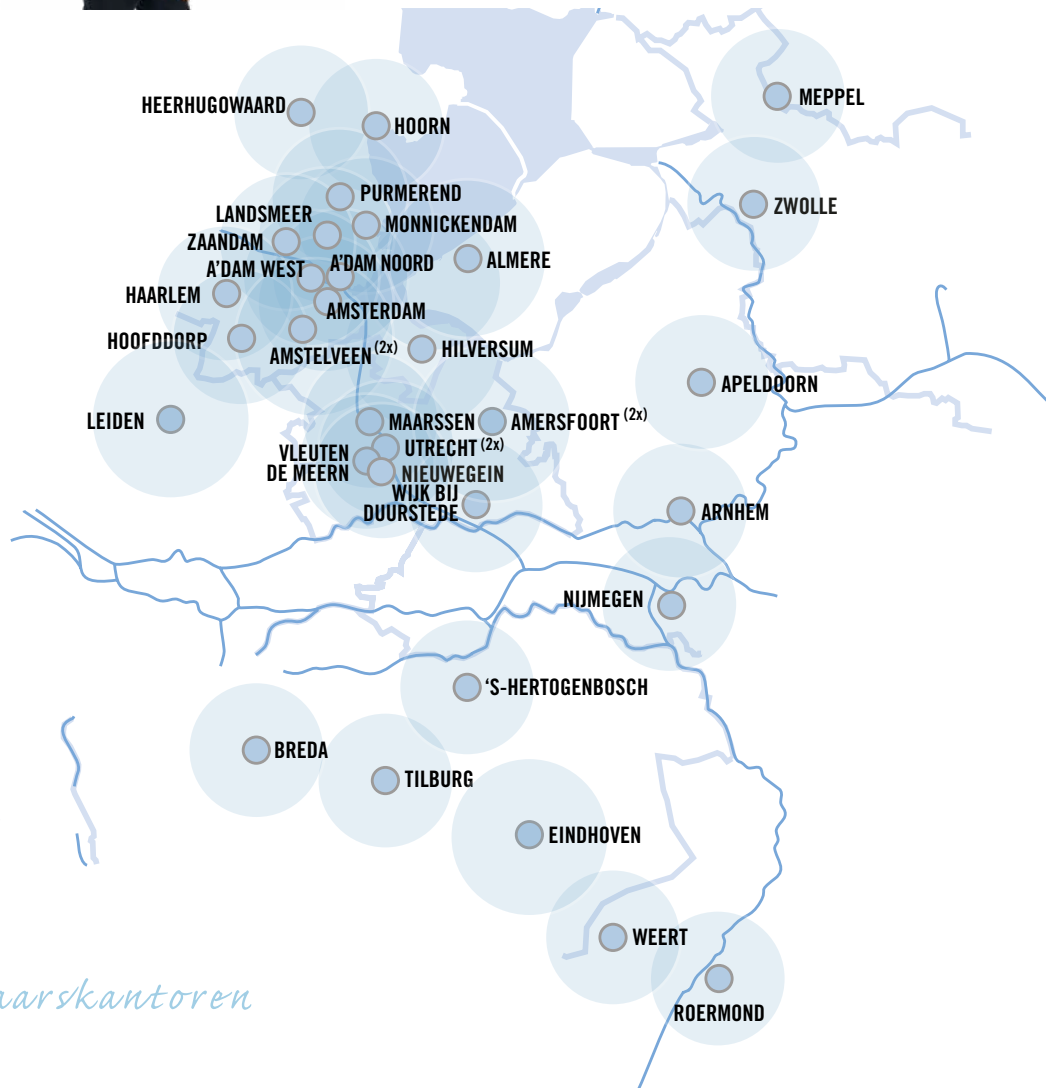 MEPPEL
HEERHUGOWAARD
HOORN
PURMEREND
ZWOLLE
LANDSMEER
MONNICKENDAM
ZAANDAM
ALMERE
A'DAM WEST
A'DAM NOORD
HAARLEM
AMSTERDAM
HOOFDDORP
AMSTELVEEN (2x)
HILVERSUM
APELDOORN
LEIDEN
MAARSSEN
AMERSFOORT (2x)
UTRECHT (2x)
VLEUTEN
DE MEERN
NIEUWEGEIN
WIJK BIJ
DUURSTEDE
ARNHEM
NIJMEGEN
'S-HERTOGENBOSCH
BREDA
TILBURG
EINDHOVEN
WEERT
aarskantoren
ROERMOND